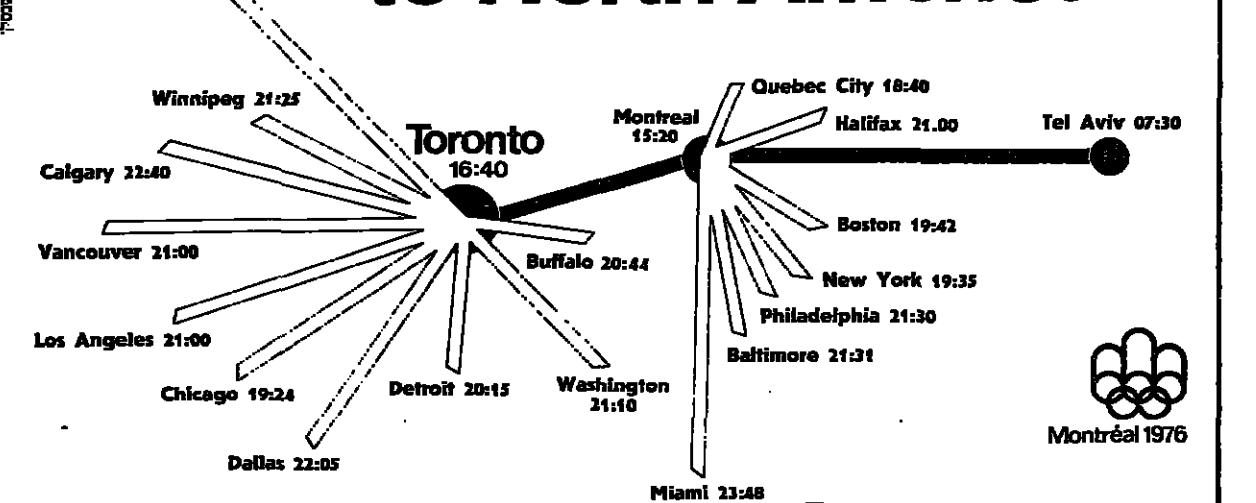 to North America
Winnipeg 21:25
Quebec City 18:40
Montreal
15:20
Halifax 21.00
Tel Aviv 07:30
Toronto
16:40
Calgary 22:40
Boston 19:42
Vancouver 21:00
Buffalo 20:44
New York 19:35
Philadelphia 21:30
Los Angeles 21:00
Baltimore 21:31
Chicago 19:24
Detroit 20:15
Washington
21:10
Montréal 1976
Dallas 22:05
Miami 23:48